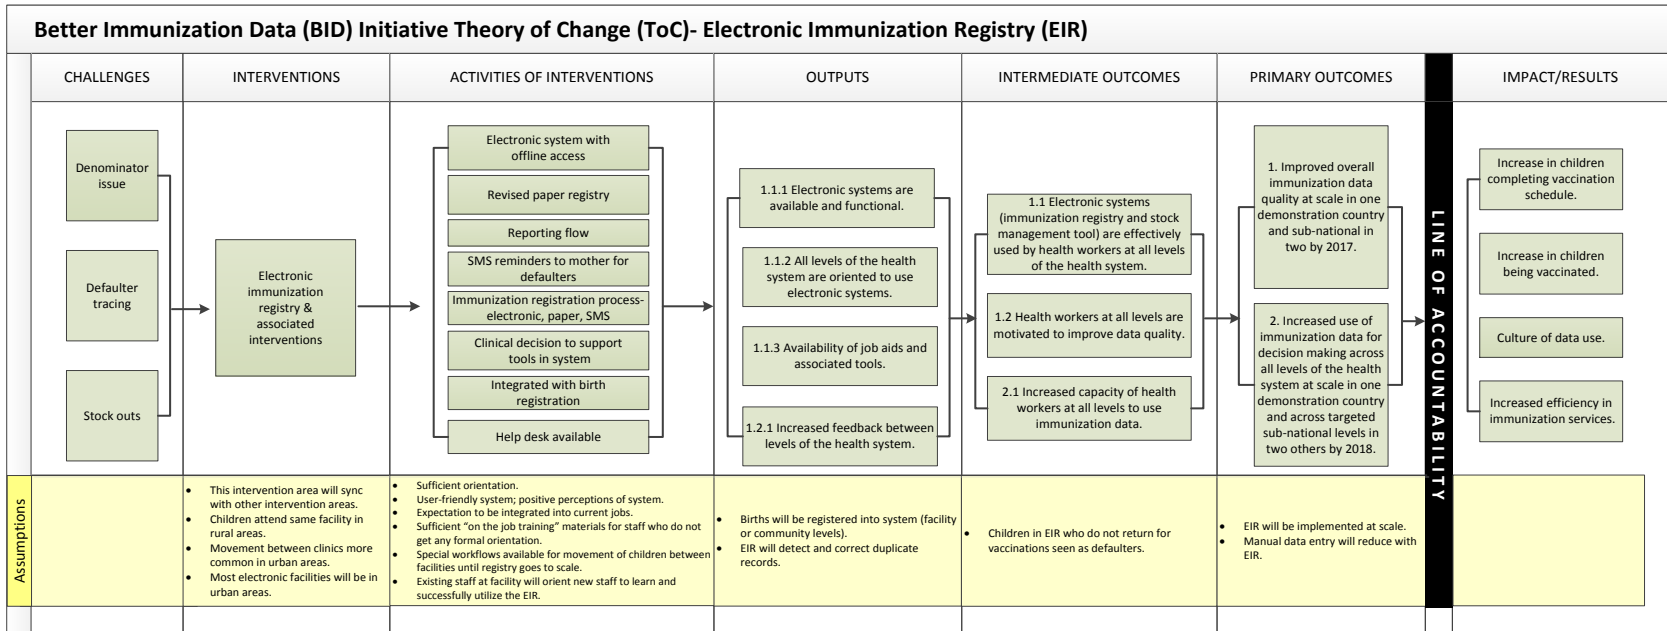 Better Immunization Data (BID) Initiative Theory of Change (ToC)- Electronic Immunization Registry (EIR)
CHALLENGES
INTERVENTIONS
ACTIVITIES OF INTERVENTIONS
OUTPUTS
INTERMEDIATE OUTCOMES
PRIMARY OUTCOMES
IMPACT/RESULTS
Denominator
issue
Defaulter
tracing
Stock outs
Electronic
immunization
registry &
associated
interventions
Electronic system with
offline access
Revised paper registry
Reporting flow
SMS reminders to mother for
defaulters
Immunization registration process-
electronic, paper, SMS
Clinical decision to support
tools in system
Integrated with birth
registration
Help desk available
1.1.1 Electronic systems are
available and functional.
1.1.2 All levels of the health
system are oriented to use
electronic systems.
1.1.3 Availability of job aids and
associated tools.
1.2.1 Increased feedback between
levels of the health system.
1.1 Electronic systems
(immunization registry and stock
management tool) are effectively
used by health workers at all levels
of the health system.
1.2 Health workers at all levels are
motivated to improve data quality.
2.1 Increased capacity of health
workers at all levels to use
immunization data.
1. Improved overall
immunization data
quality at scale in one
demonstration country
and sub-national in
two by 2017.
2. Increased use of
immunization data for
decision making across
all levels of the health
system at scale in one
demonstration country
and across targeted
sub-national levels in
two others by 2018.
LINE OF ACCOUNTABILITY
Increase in children
completing vaccination
schedule.
Increase in children
being vaccinated.
Culture of data use.
Increased efficiency in
immunization services.
Assumptions
• This intervention area will sync
with other intervention areas.
• Children attend same facility in
rural areas.
• Movement between clinics more
common in urban areas.
• Most electronic facilities will be in
urban areas.
• Sufficient orientation.
• User-friendly system; positive perceptions of system.
• Expectation to be integrated into current jobs.
• Sufficient “on the job training” materials for staff who do not
get any formal orientation.
• Special workflows available for movement of children between
facilities until registry goes to scale.
• Existing staff at facility will orient new staff to learn and
successfully utilize the EIR.
• Births will be registered into system (facility
or community levels).
• EIR will detect and correct duplicate
records.
• Children in EIR who do not return for
vaccinations seen as defaulters.
• EIR will be implemented at scale.
• Manual data entry will reduce with
EIR.